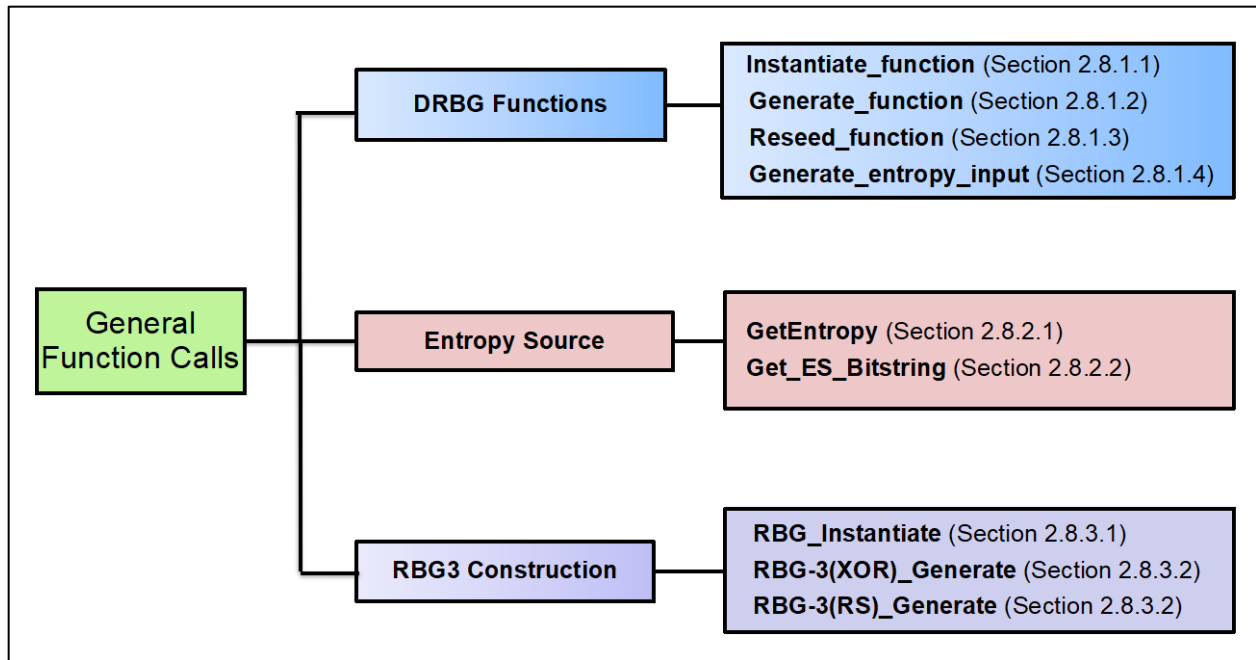 General
Function Calls
DRBG Functions
Instantiate_function (Section 2.8.1.1)
Generate_function (Section 2.8.1.2)
Reseed_function (Section 2.8.1.3)
Generate_entropy_input (Section 2.8.1.4)
Entropy Source
GetEntropy (Section 2.8.2.1)
Get_ES_Bitstring (Section 2.8.2.2)
RBG3 Construction
RBG_Instantiate (Section 2.8.3.1)
RBG-3(XOR)_Generate (Section 2.8.3.2)
RBG-3(RS)_Generate (Section 2.8.3.2)